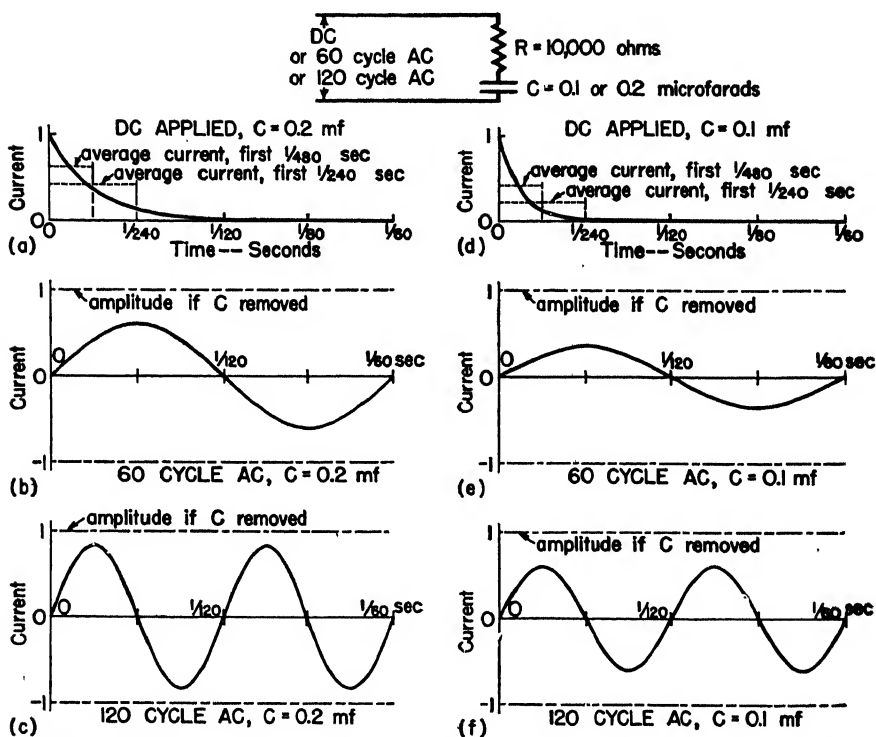 DC
or 60 cycle AC
or 120 cycle AC
R = 10,000 ohms
C = 0.1 or 0.2 microfarads
DC APPLIED, C = 0.2 mf
1
average current, first 1/480 sec
average current, first 1/240 sec
Current
0
0 1/240 1/120 1/80 1/60
(a) Time -- Seconds
1
amplitude if C removed
Current
0 1/120 1/60 sec
0
-1
(b) 60 CYCLE AC, C = 0.2 mf
1
amplitude if C removed
Current
0 1/120 1/60 sec
0
-1
(c) 120 CYCLE AC, C = 0.2 mf
DC APPLIED, C = 0.1 mf
1
average current, first 1/480 sec
average current, first 1/240 sec
Current
0
0 1/240 1/120 1/80 1/60
(d) Time -- Seconds
1
amplitude if C removed
Current
0 1/120 1/60 sec
0
-1
(e) 60 CYCLE AC, C = 0.1 mf
1
amplitude if C removed
Current
0 1/120 1/60 sec
0
-1
(f) 120 CYCLE AC, C = 0.1 mf